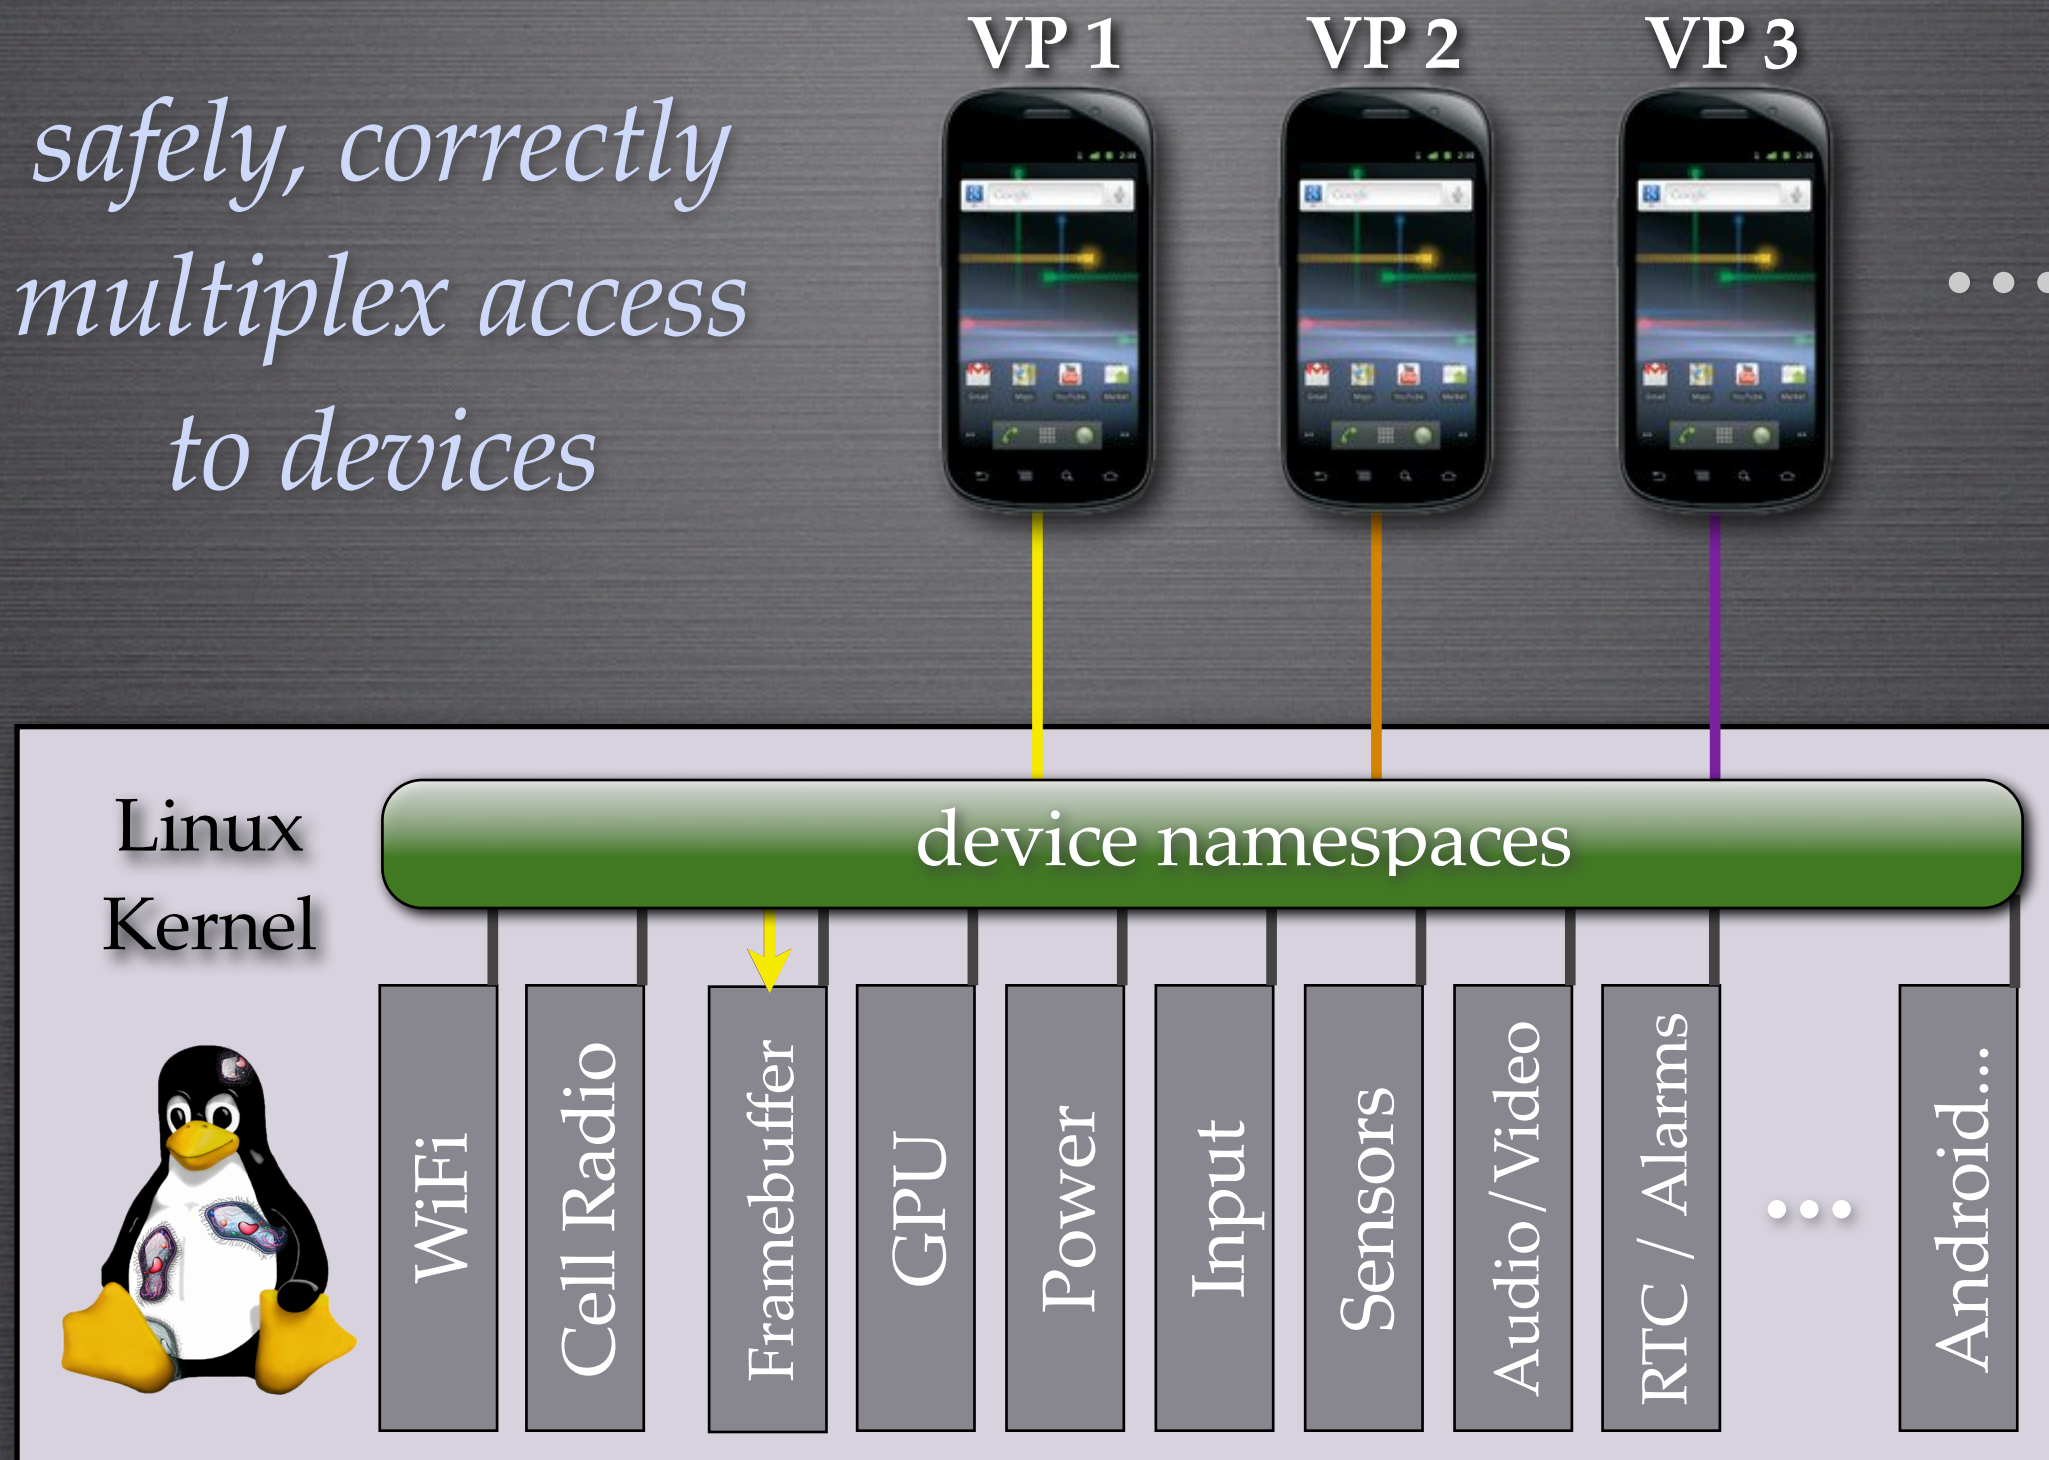 VP 1
VP 2
VP 3
safely, correctly
multiplex access
to devices
...
Linux
Kernel
device namespaces
WiFi
Cell Radio
Framebuffer
GPU
Power
Input
Sensors
Audio/Video
RTC / Alarms
...
Android...